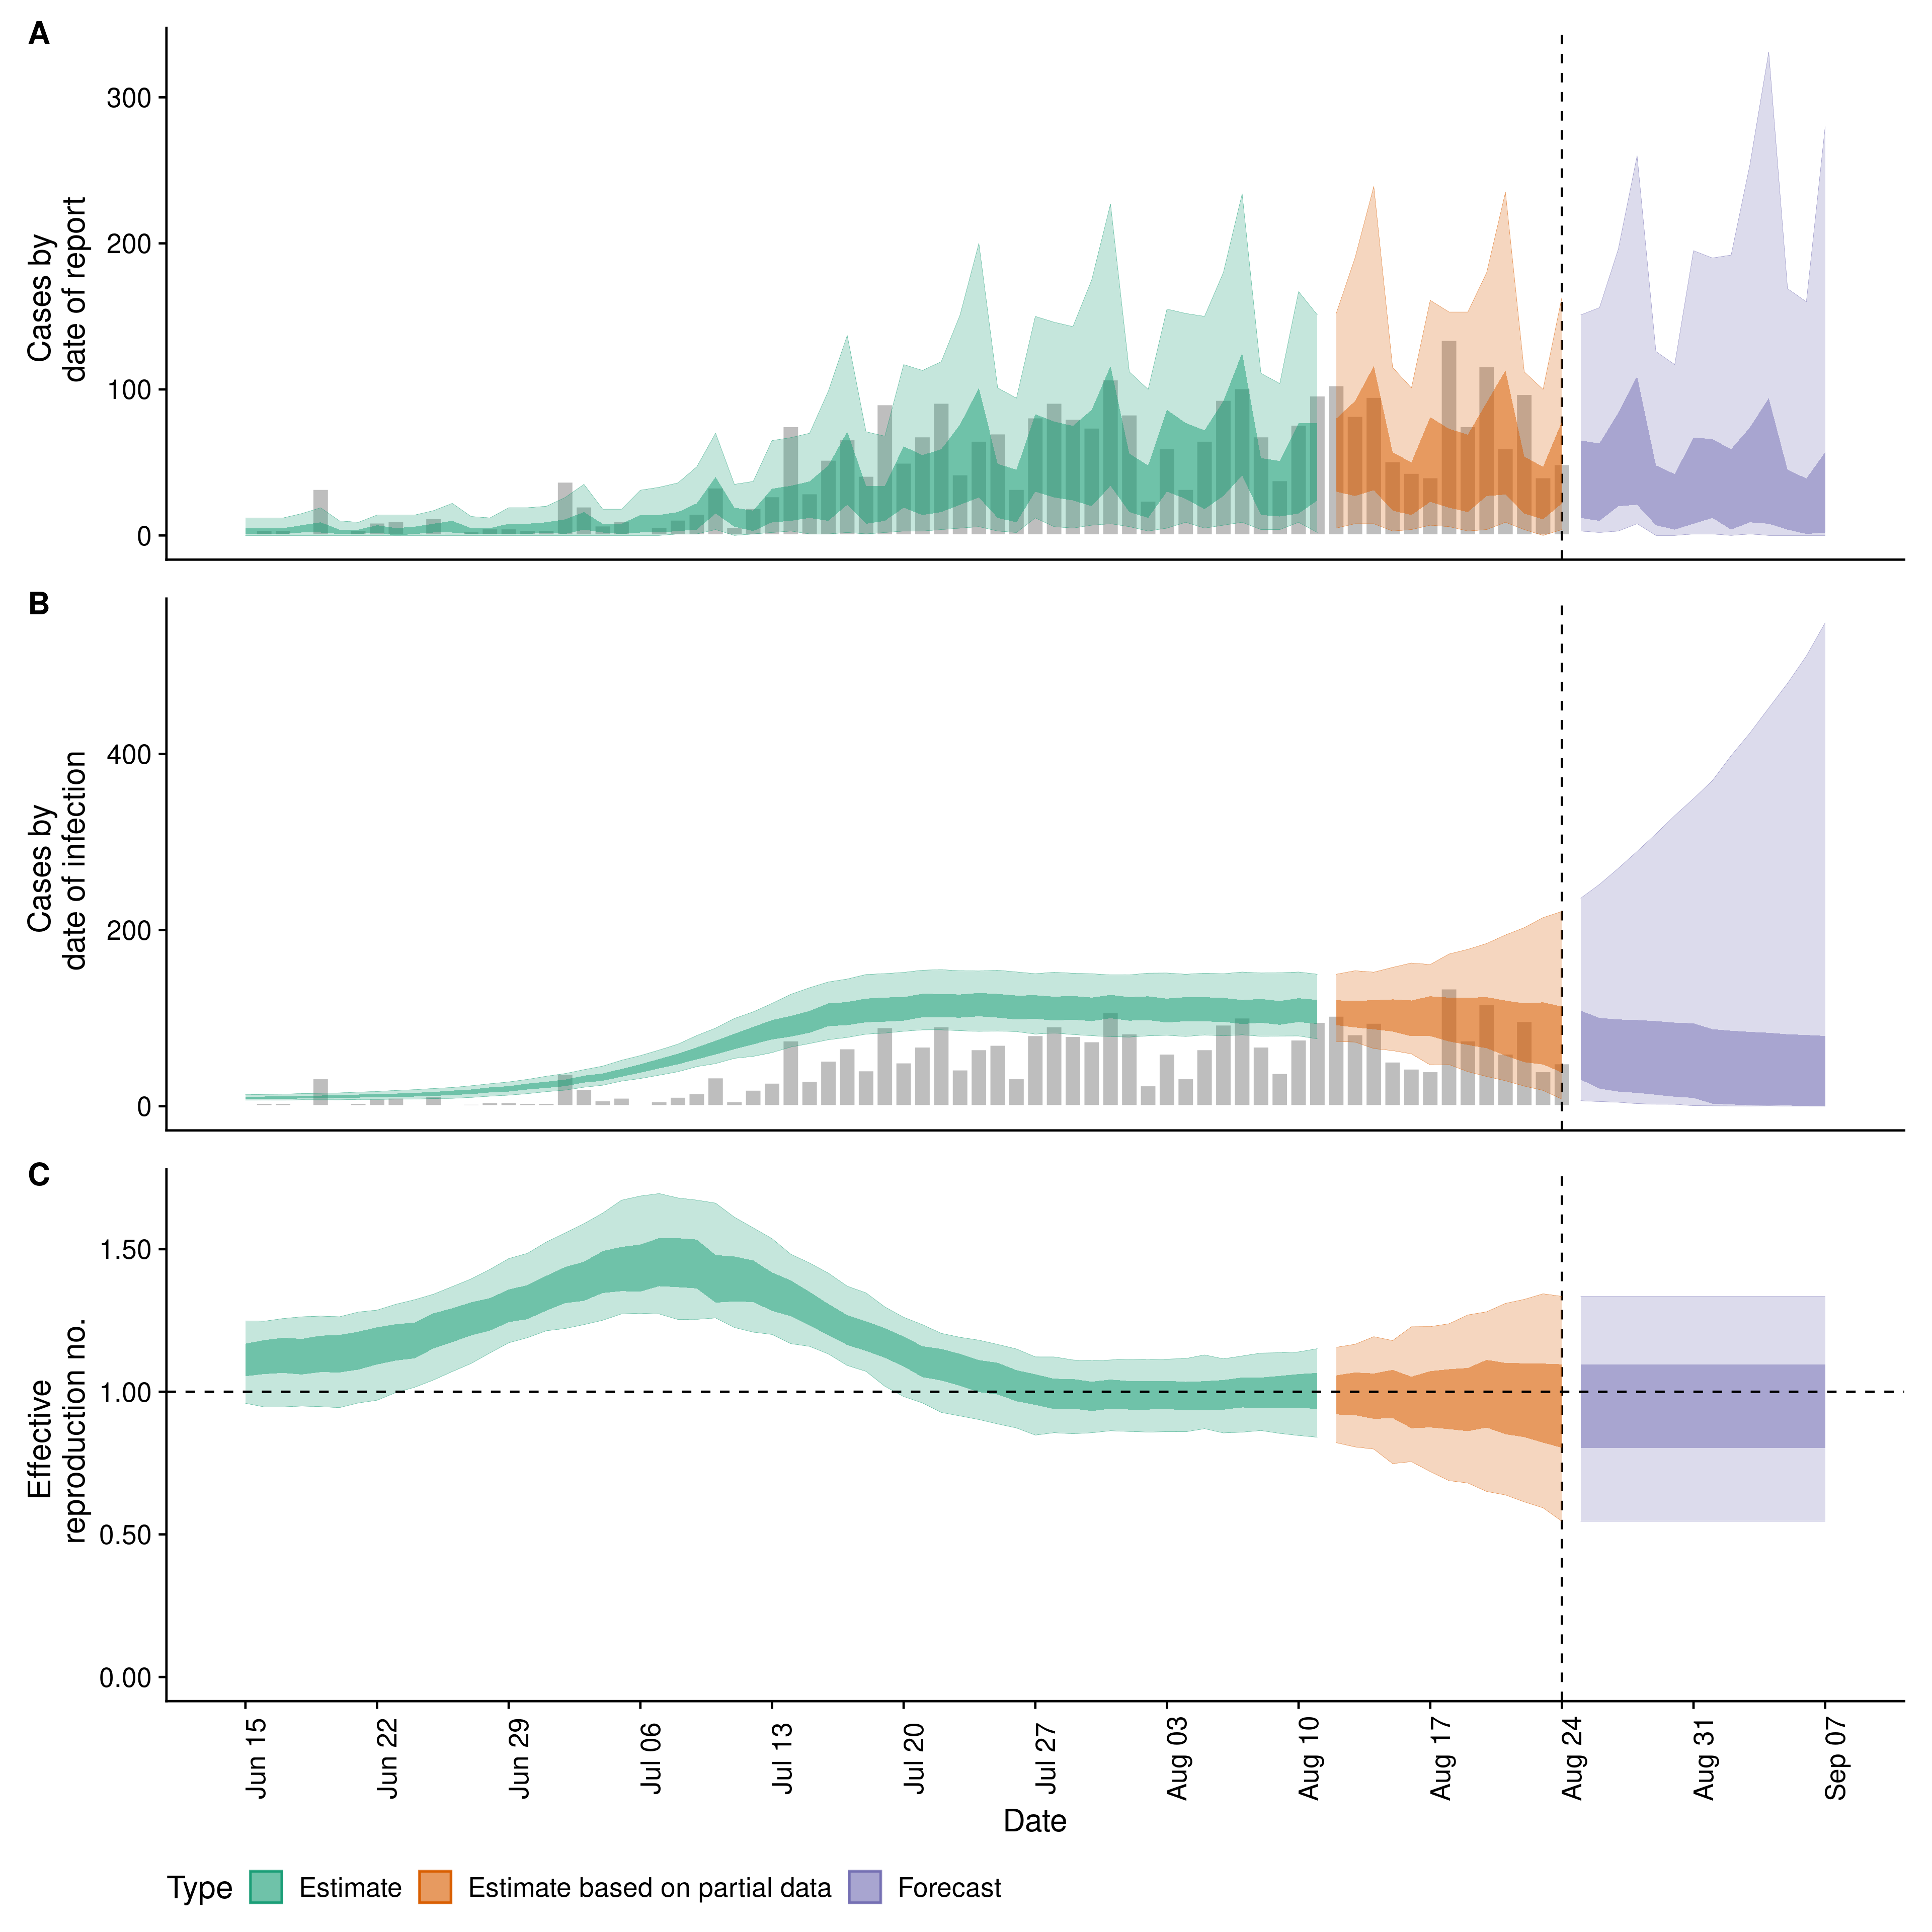 A
Cases by
date of report
300
200
100
0
B
Cases by
date of infection
400
200
0
C
Effective
reproduction no.
1.50
1.00
0.50
0.00
Jun 15
Jun 22
Jun 29
Jul 06
Jul 13
Jul 20
Jul 27
Aug 03
Aug 10
Aug 17
Aug 24
Aug 31
Sep 07
Date
Type Estimate Estimate based on partial data Forecast